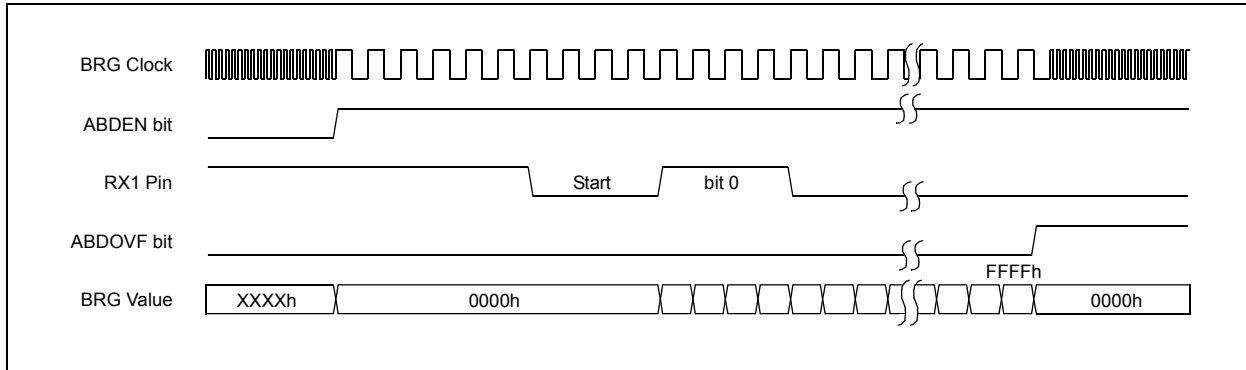 BRG Clock
ABDEN bit
RX1 Pin
Start
bit 0
ABDOVF bit
FFFFh
BRG Value
XXXXh
0000h
0000h